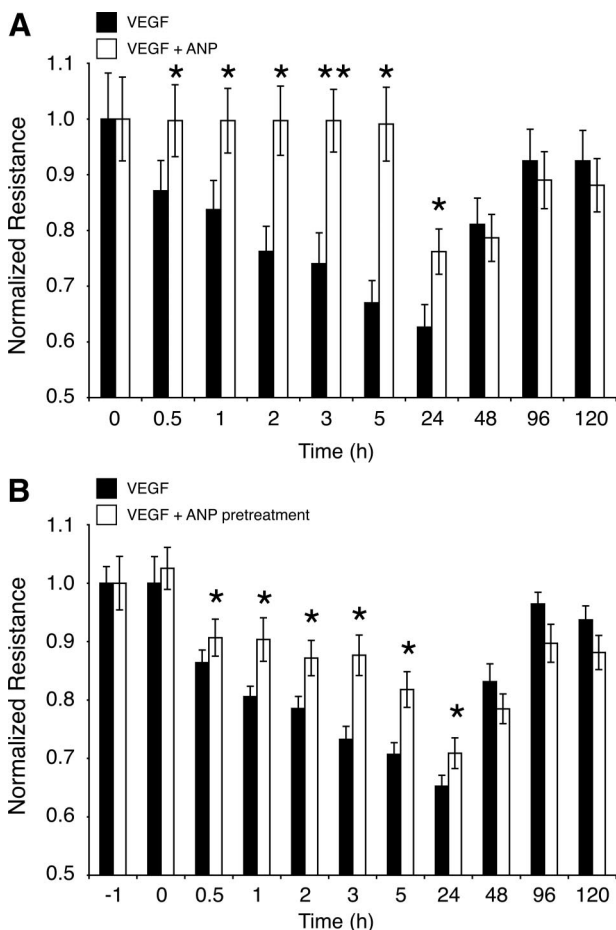 A
VEGF
VEGF + ANP
1.1
1.0
0.9
0.8
0.7
0.6
0.5
Normalized Resistance
* * * ** *
*
0 0.5 1 2 3 5 24 48 96 120
Time (h)
B
VEGF
VEGF + ANP pretreatment
1.1
1.0
0.9
0.8
0.7
0.6
0.5
Normalized Resistance
* * * * * *
-1 0 0.5 1 2 3 5 24 48 96 120
Time (h)